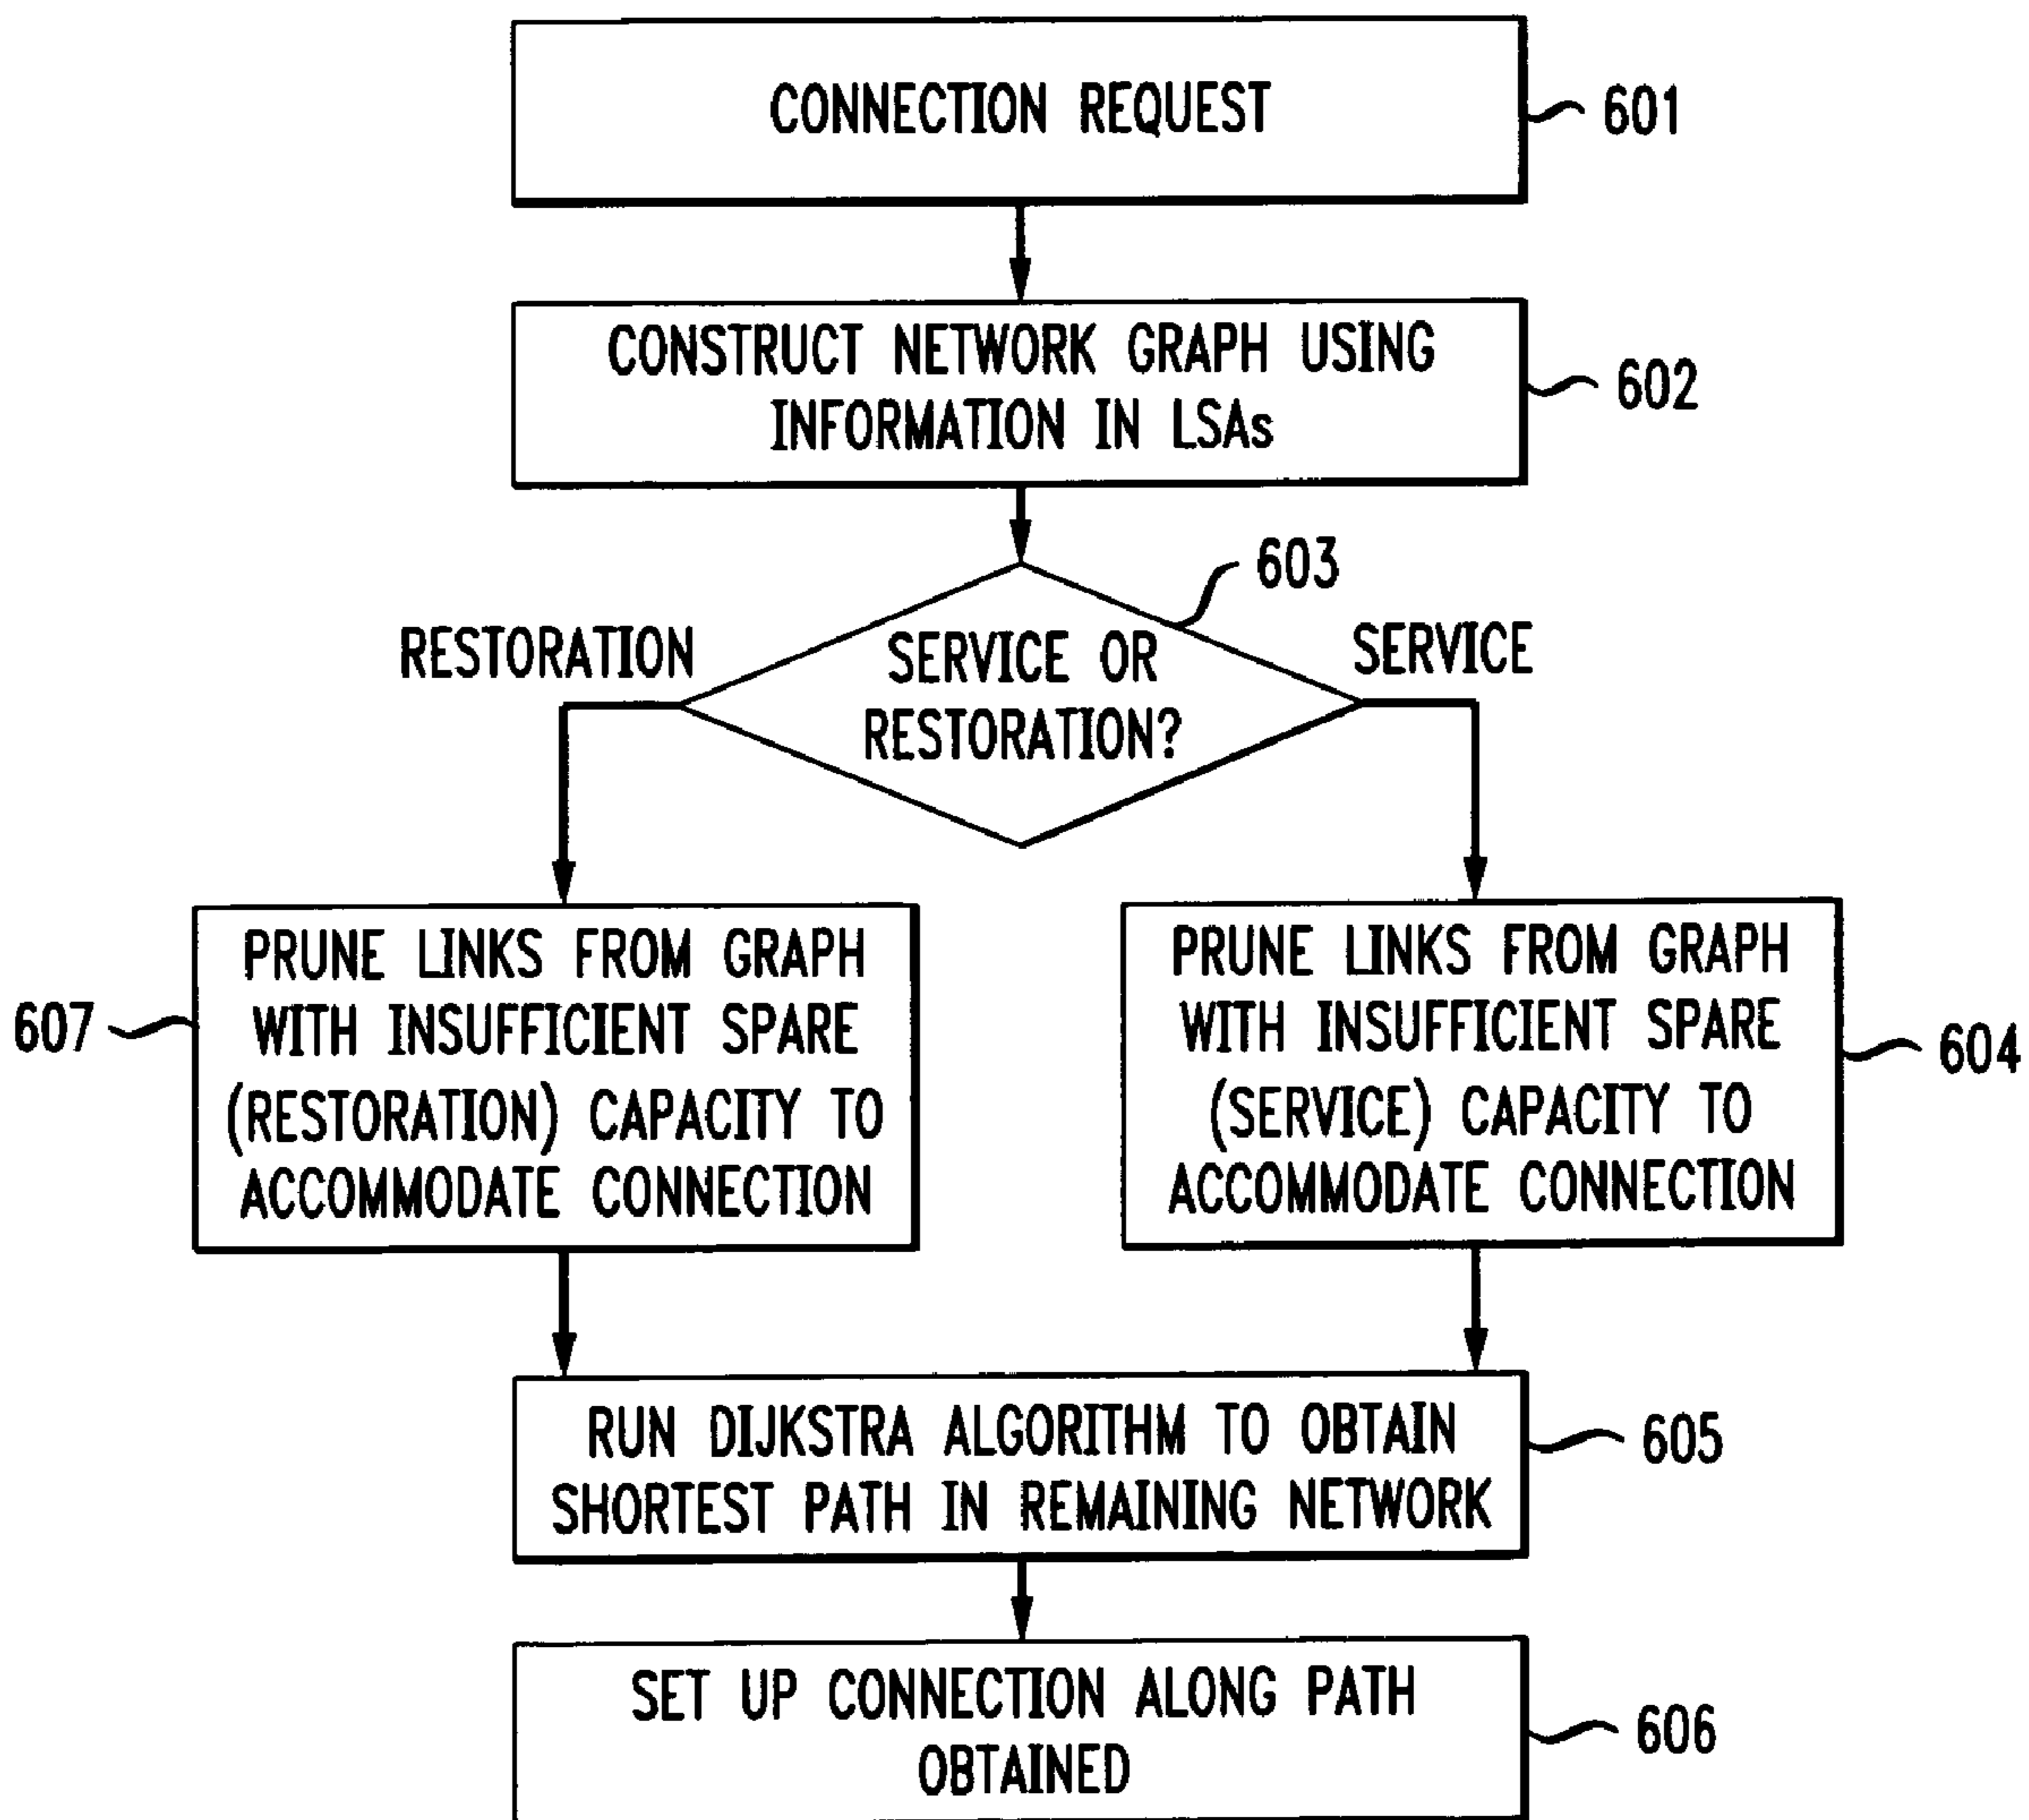 CONNECTION REQUEST
601
CONSTRUCT NETWORK GRAPH USING
INFORMATION IN LSAs
602
603
RESTORATION
SERVICE OR
RESTORATION?
SERVICE
607
PRUNE LINKS FROM GRAPH
WITH INSUFFICIENT SPARE
(RESTORATION) CAPACITY TO
ACCOMMODATE CONNECTION
PRUNE LINKS FROM GRAPH
WITH INSUFFICIENT SPARE
(SERVICE) CAPACITY TO
ACCOMMODATE CONNECTION
604
RUN DIJKSTRA ALGORITHM TO OBTAIN
SHORTEST PATH IN REMAINING NETWORK
605
SET UP CONNECTION ALONG PATH
OBTAINED
606